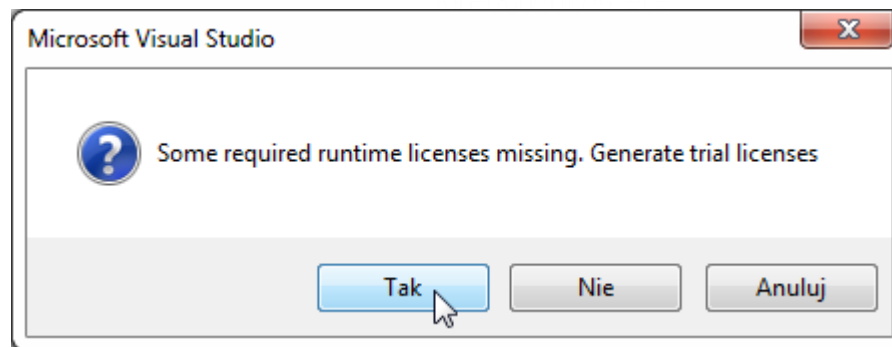 Microsoft Visual Studio
Some required runtime licenses missing. Generate trial licenses
Tak
Nie
Anuluj